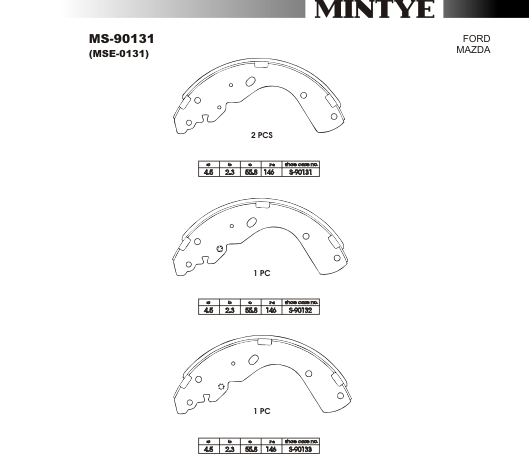 MINTYE
MS-90131
(MSE-0131)
FORD
MAZDA
2 PCS
shoe case no.
4.5 2.3 55.8 146 S-90131
1 PC
shoe case no.
4.5 2.3 55.8 146 S-90132
1 PC
shoe case no.
4.5 2.3 55.8 146 S-90133